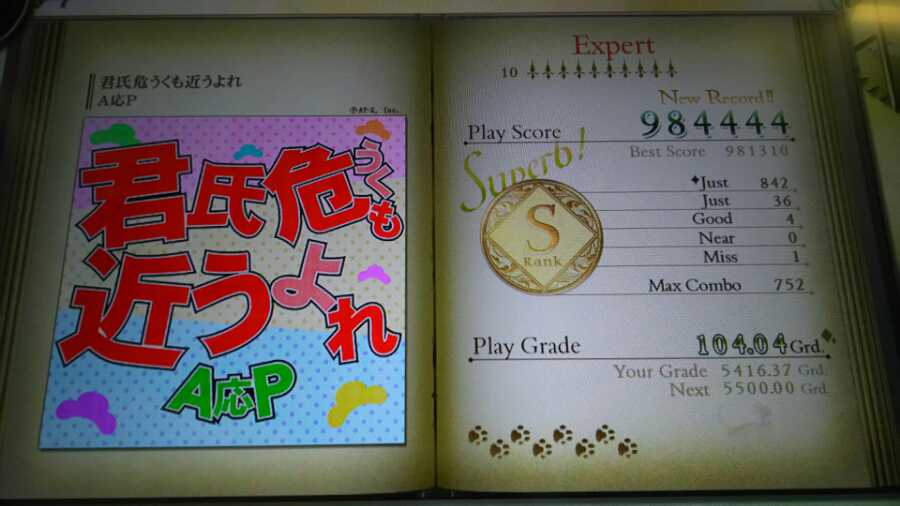 君氏危うくも近うよれ
A応P
Ⓟ AT-X, Inc.
君氏危うくも
近うよれ
A応P
Expert
10
New Record!!
Play Score 984444
Best Score 981310
Superb!
S
Rank
Just 842
Just 36
Good 4
Near 0
Miss 1
Max Combo 752
Play Grade 104.04 Grd.
Your Grade 5416.37 Grd.
Next 5500.00 Grd.